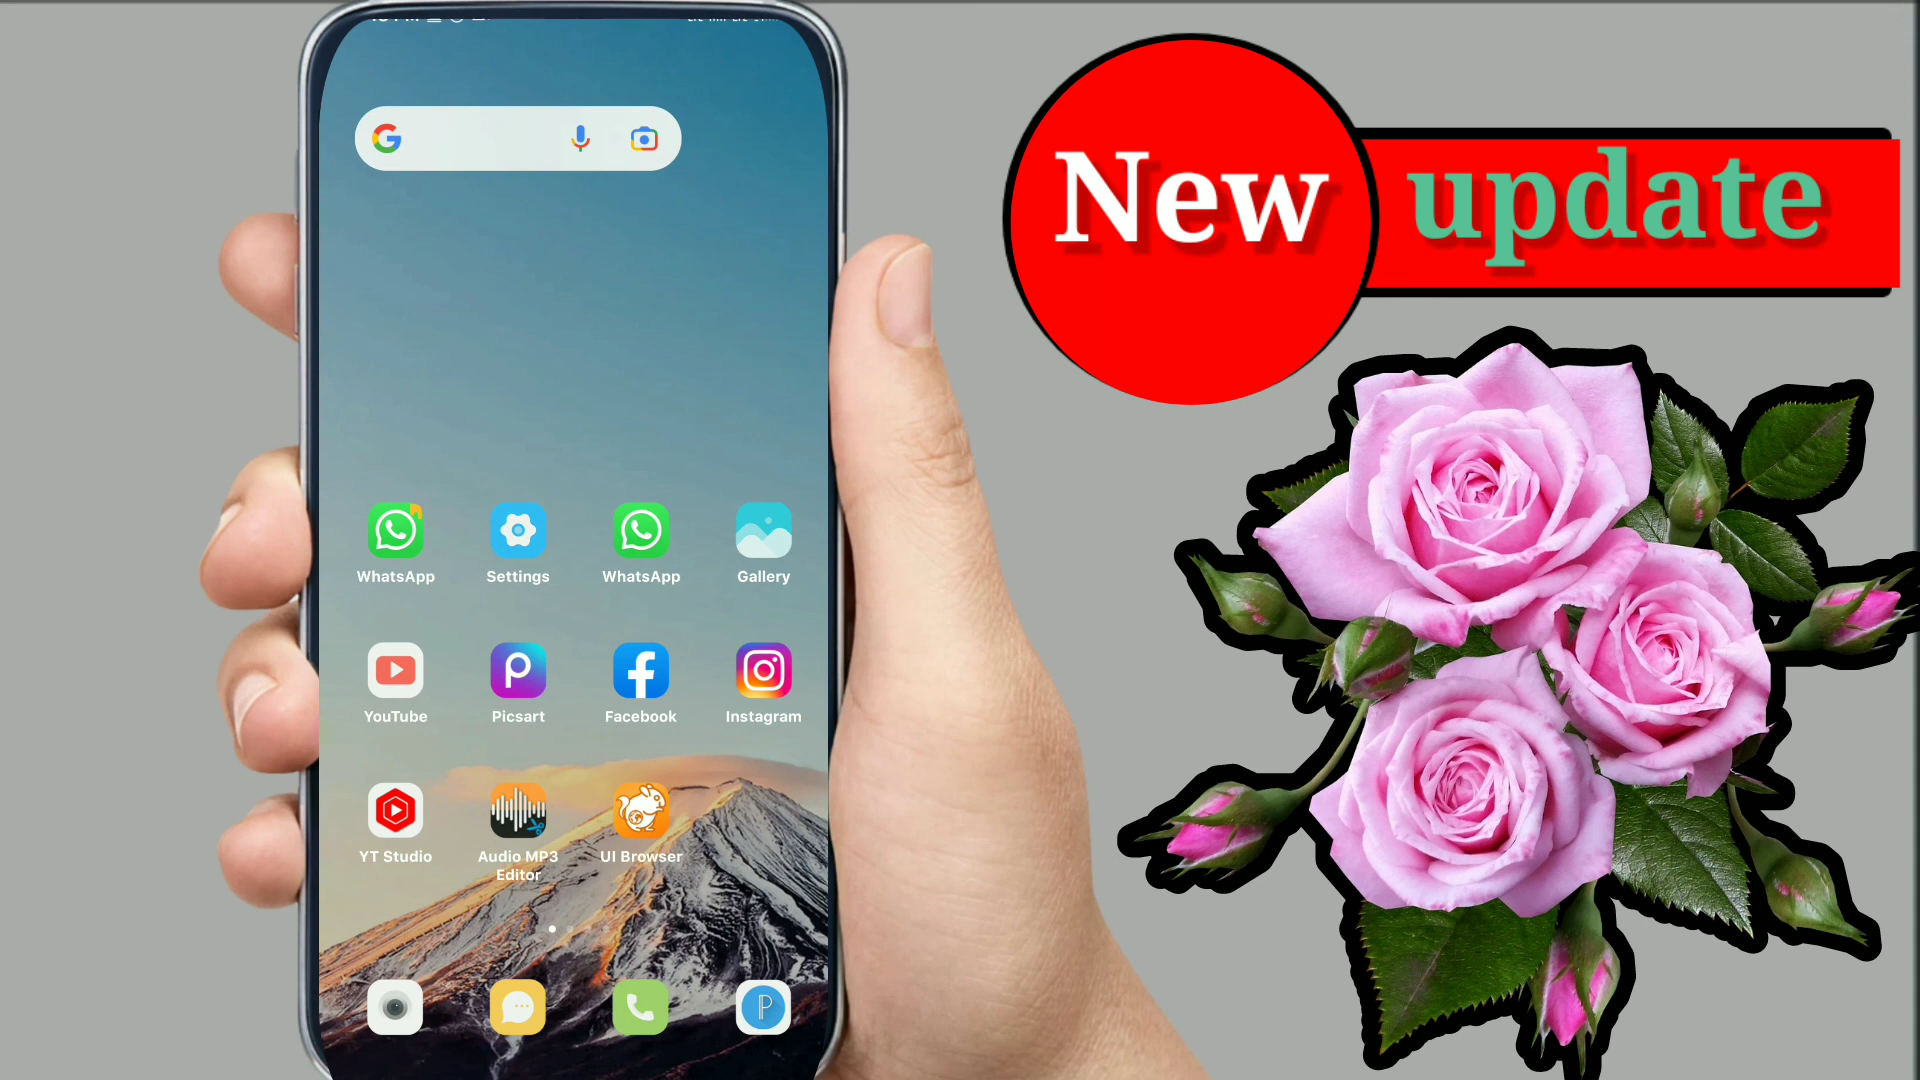 New update
WhatsApp Settings WhatsApp Gallery
YouTube Picsart Facebook Instagram
YT Studio Audio MP3 Editor UI Browser